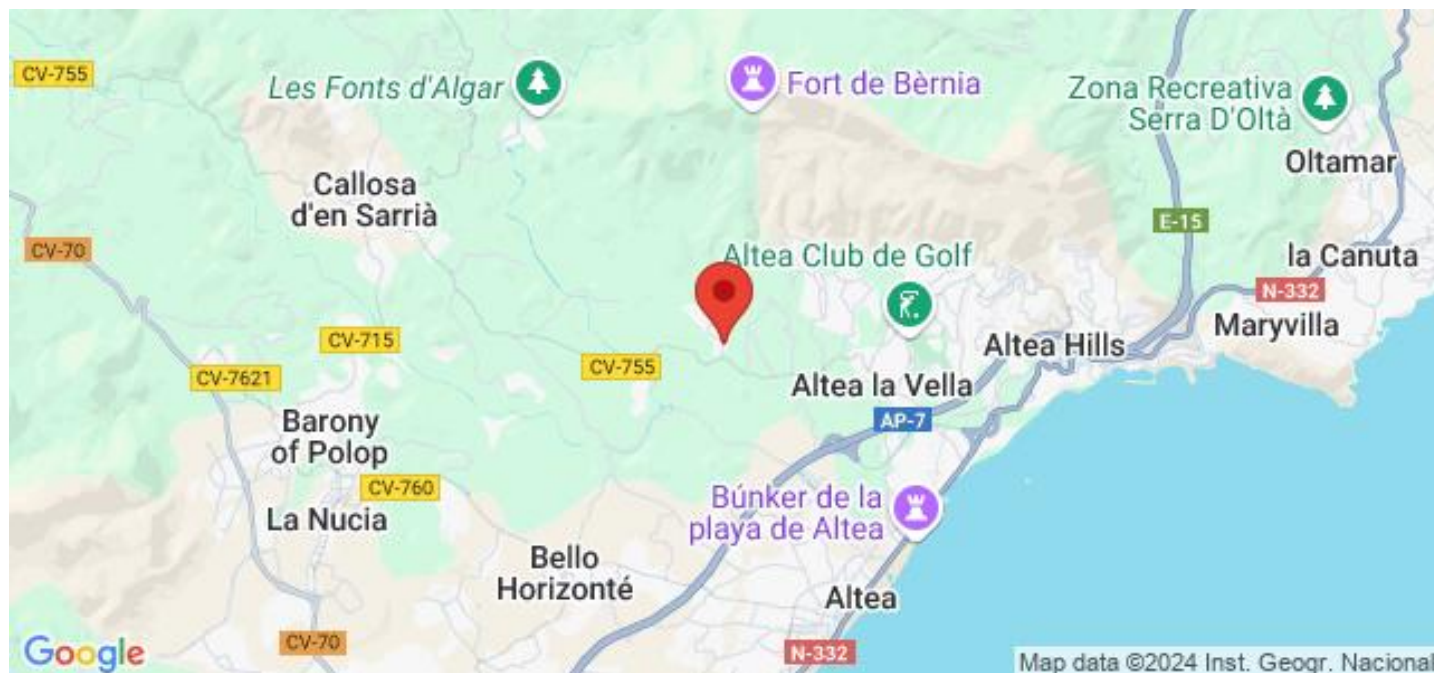 CV-755
Les Fonts d'Algar
Fort de Bèrnia
Zona Recreativa
Serra D'Oltà
Oltamar
Callosa
d'en Sarrià
CV-70
E-15
Altea Club de Golf
la Canuta
N-332
Maryvilla
CV-715
CV-755
Altea Hills
CV-7621
Altea la Vella
AP-7
Barony
of Polop
CV-760
La Nucia
Búnker de la
playa de Altea
Bello
Horizonté
Altea
CV-70
N-332
Google
Map data ©2024 Inst. Geogr. Nacional